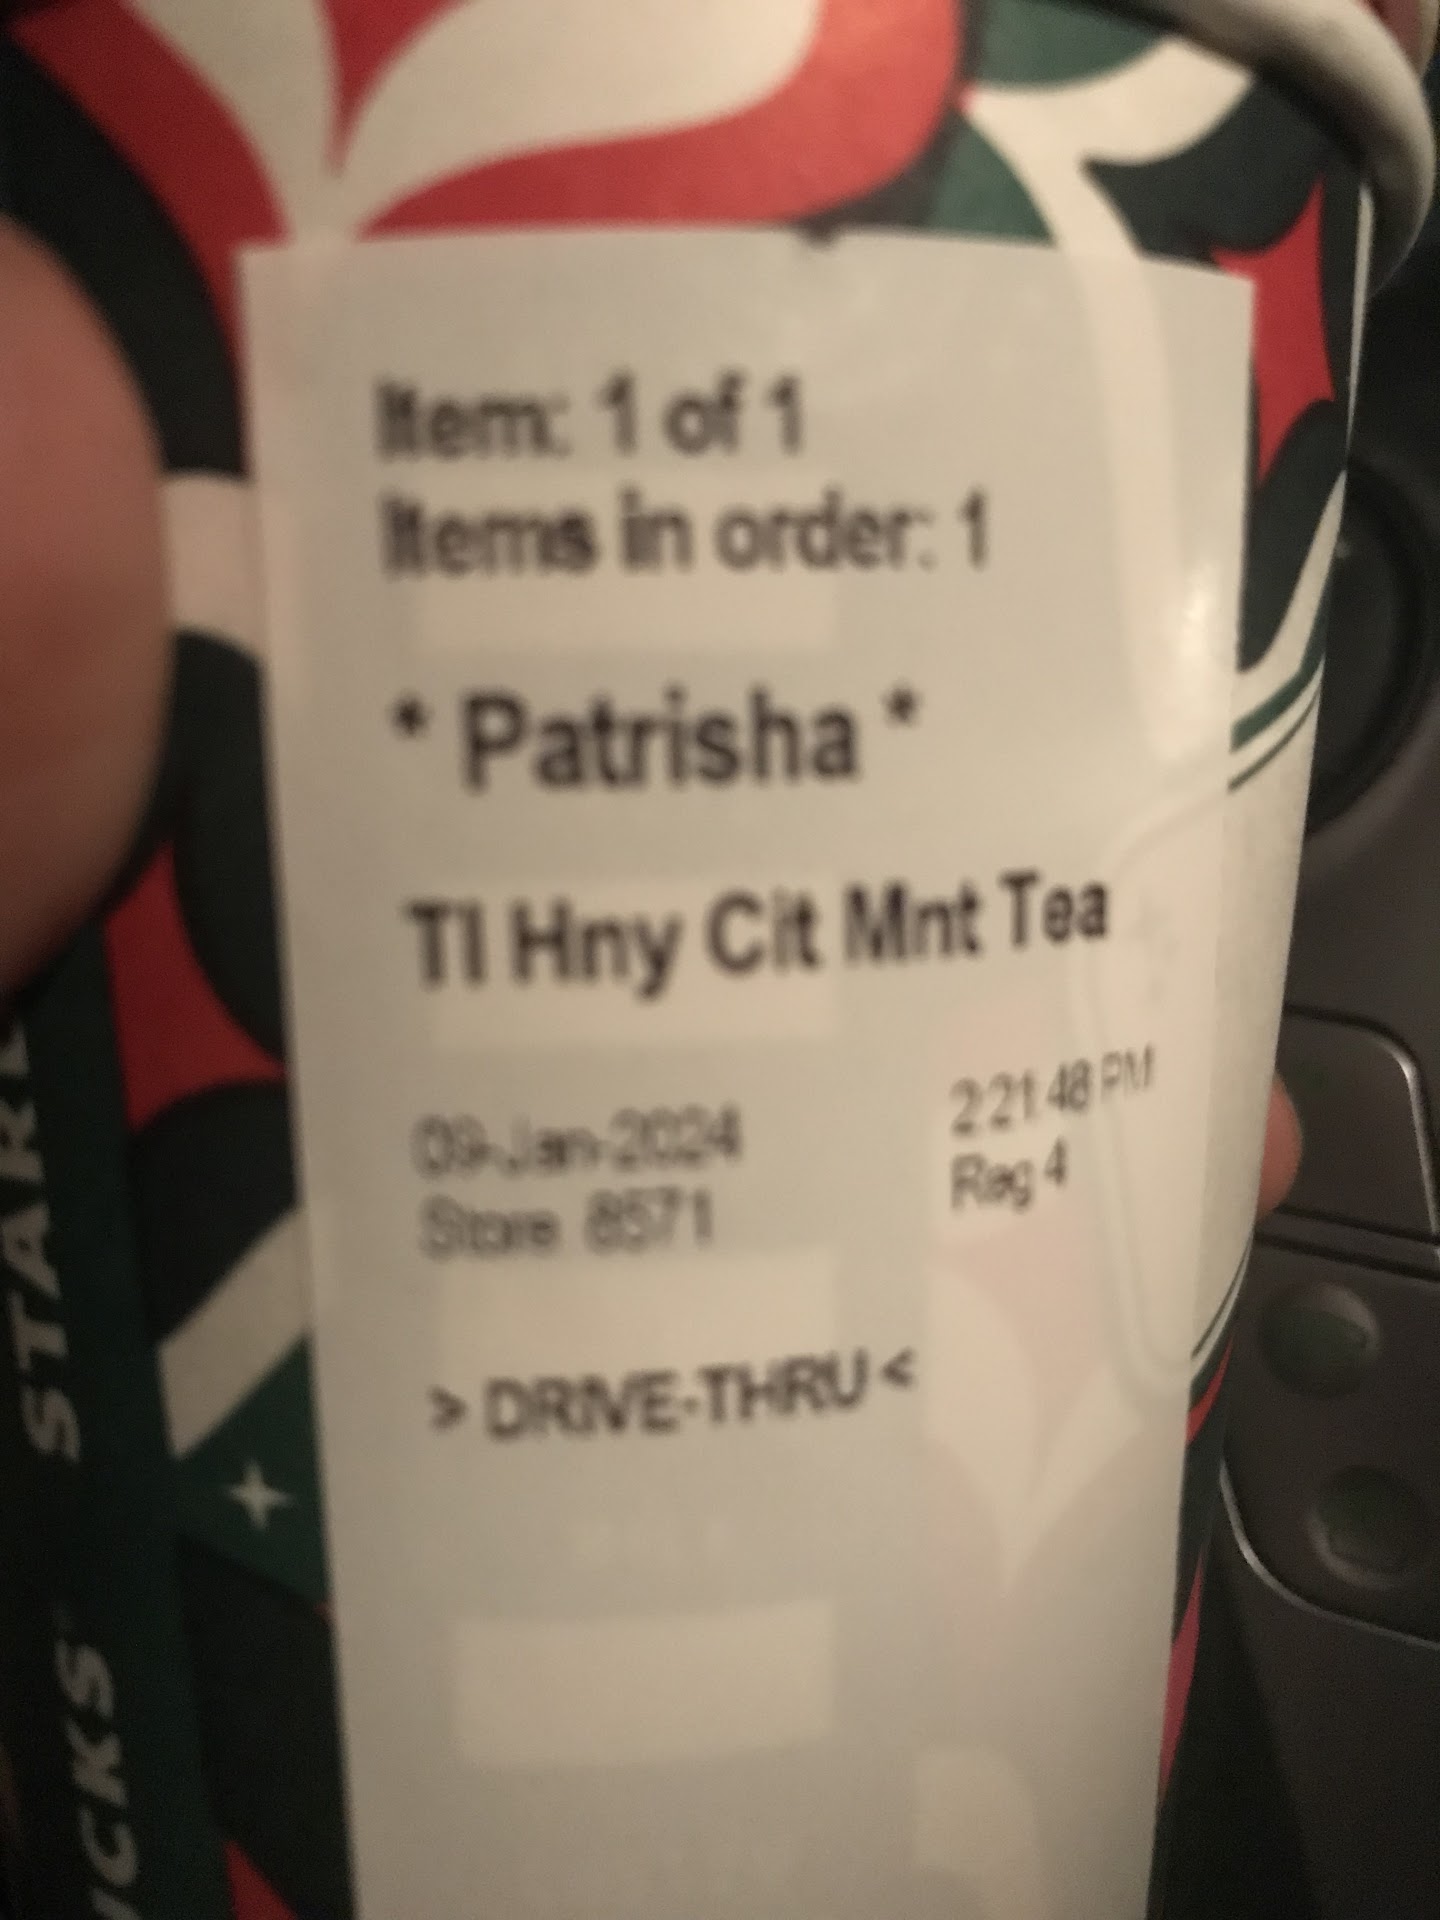 Item: 1 of 1
Items in order: 1
* Patrisha *
Tl Hny Cit Mnt Tea
09-Jan-2024 2:21:48 PM
Store 8571 Reg 4
> DRIVE-THRU <
STARBUCKS